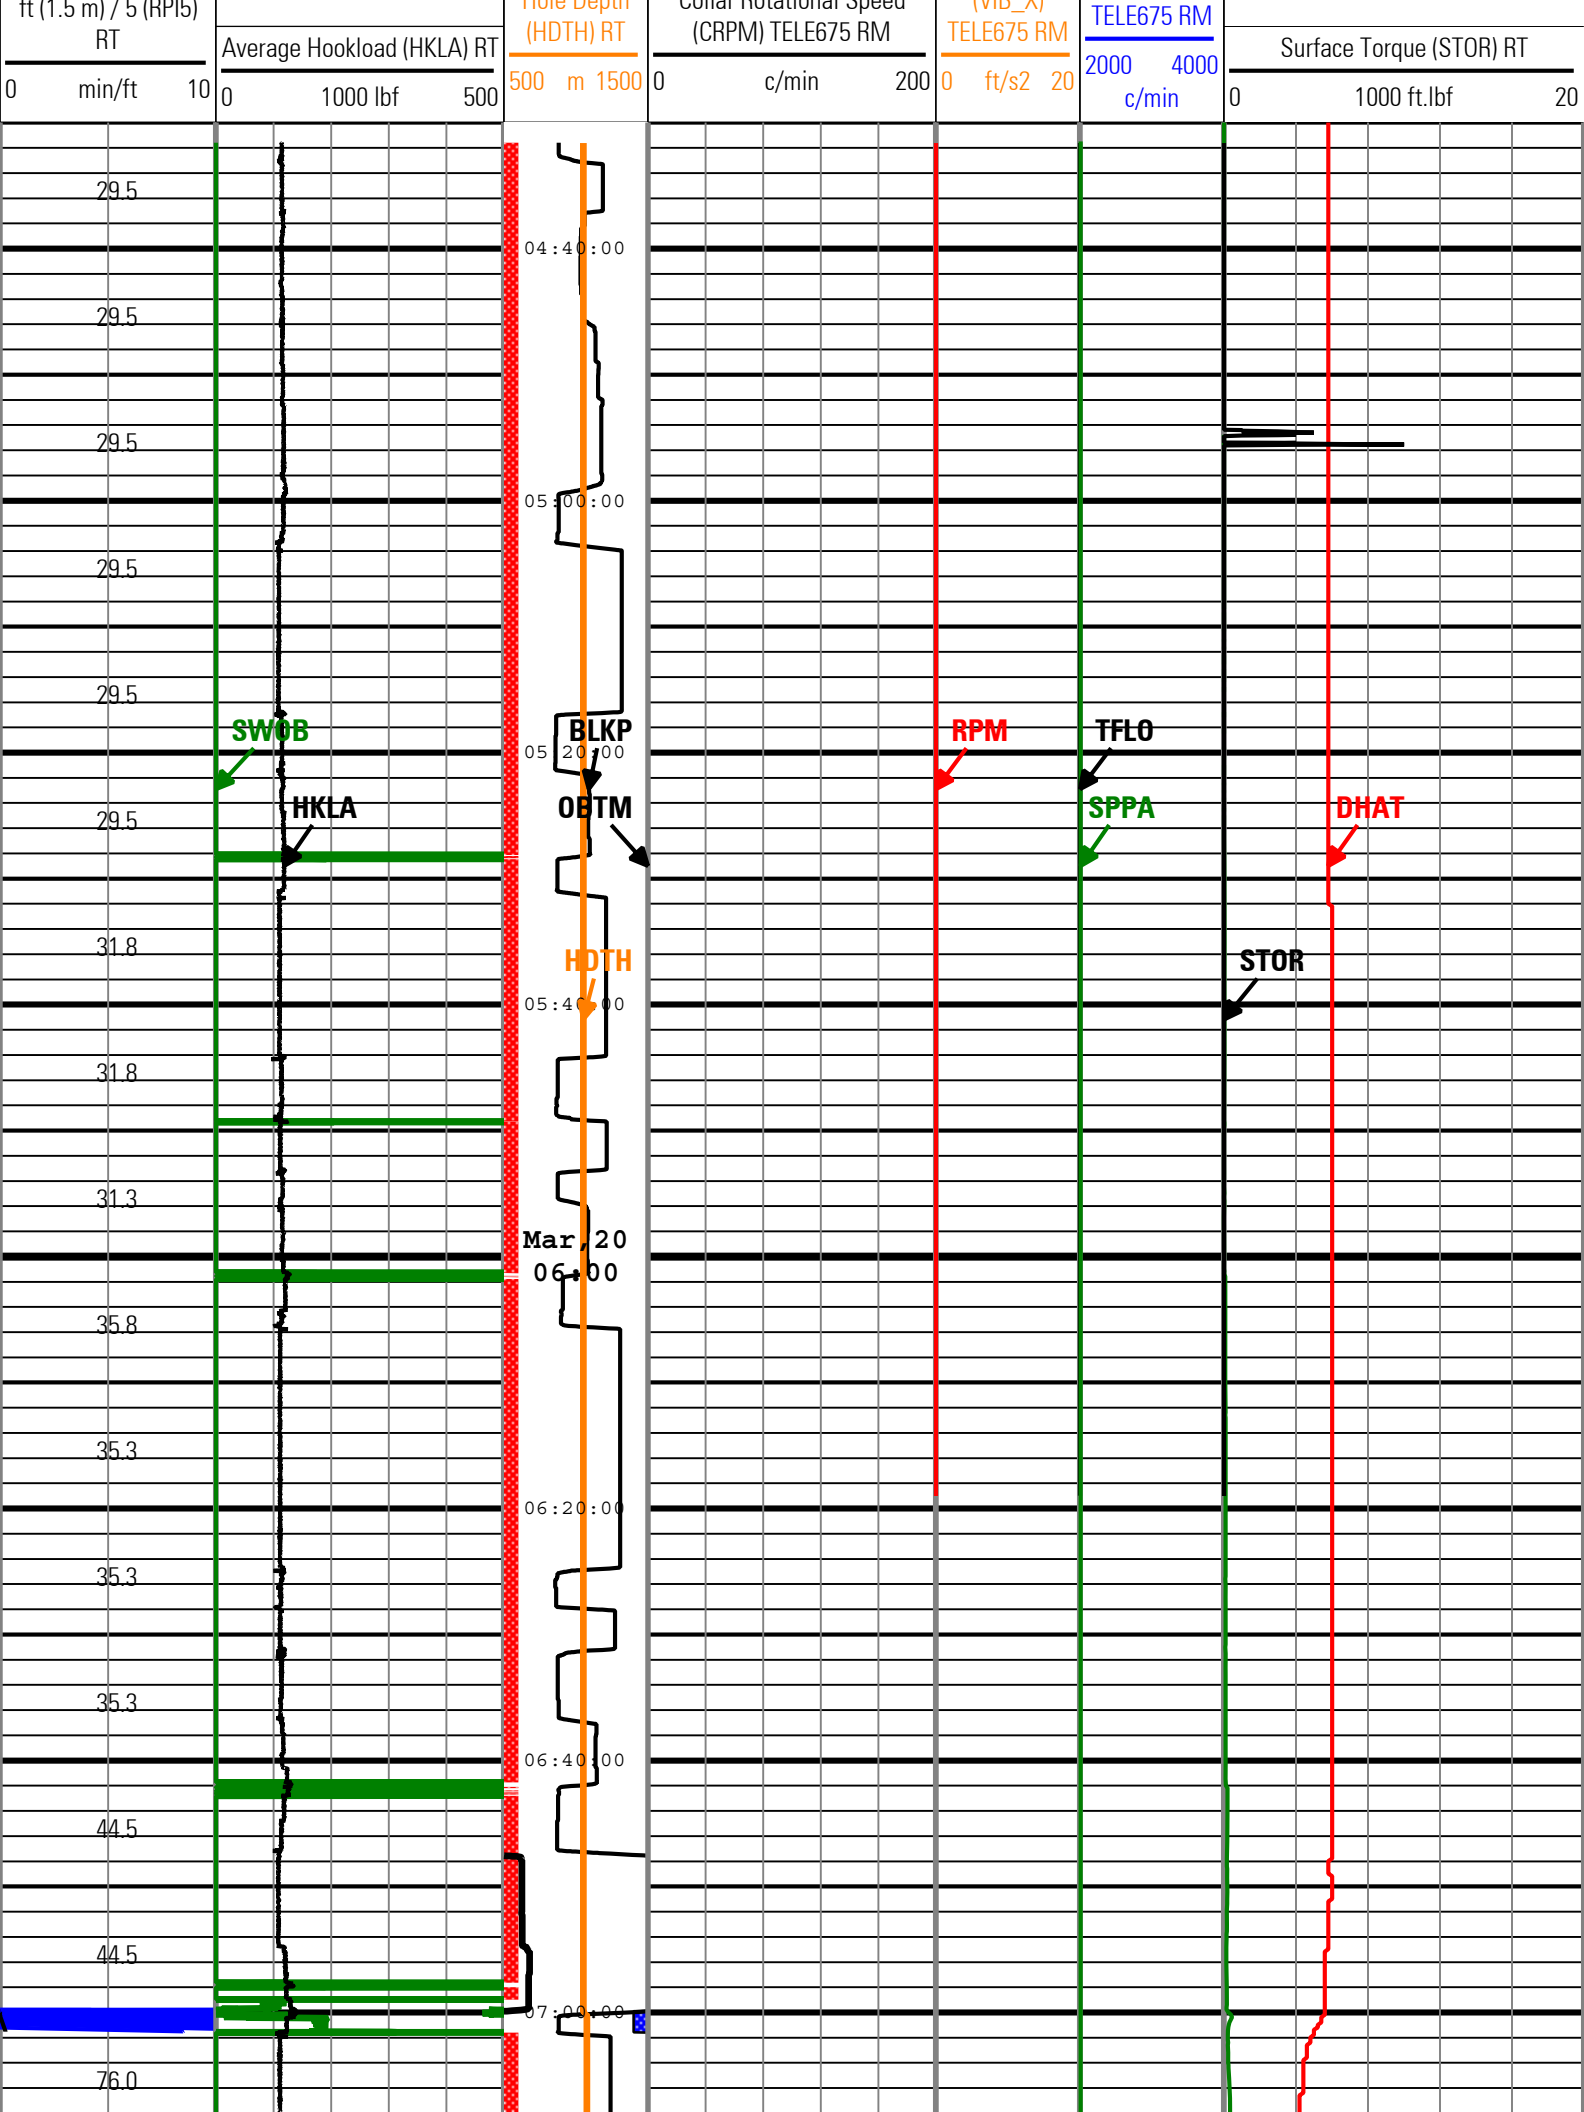 ft (1.5 m) / 5 (RPI5)
RT
0 min/ft 10
Average Hookload (HKLA) RT
0 1000 lbf 500
Hole Depth
(HDTH) RT
500 m 1500
Collar Rotational Speed
(CRPM) TELE675 RM
0 c/min 200
(VIB_X)
TELE675 RM
0 ft/s2 20
TELE675 RM
2000 4000
c/min
Surface Torque (STOR) RT
0 1000 ft.lbf 20
29.5
04:40:00
29.5
29.5
05:00:00
29.5
29.5
SWOB
BLKP
RPM
TFLO
05:20:00
HKLA
OBTM
SPPA
DHAT
29.5
31.8
HDTH
STOR
05:40:00
31.8
31.3
Mar,20
06:00
35.8
35.3
06:20:00
35.3
35.3
06:40:00
44.5
44.5
07:00:00
76.0